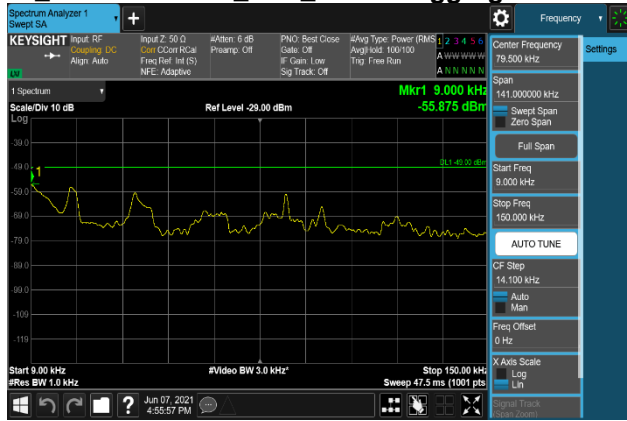 Spectrum Analyzer 1
Swept SA
+
Frequency
KEYSIGHT
Input: RF
Coupling: DC
Align: Auto
Input Z: 50 Ω
Corr CCorr RCal
Freq Ref: Int (S)
NFE: Adaptive
#Atten: 6 dB
Preamp: Off
PNO: Best Close
Gate: Off
IF Gain: Low
Sig Track: Off
#Avg Type: Power (RMS
Avg|Hold: 100/100
Trig: Free Run
1 2 3 4 5 6
A W W W W W
A N N N N N
LXI
1 Spectrum
Scale/Div 10 dB
Ref Level -29.00 dBm
Mkr1 9.000 kHz
-55.875 dBm
Log
-39.0
-49.0
-59.0
-69.0
-79.0
-89.0
-99.0
-109
-119
1
DL1 -49.00 dBm
Start 9.00 kHz
#Res BW 1.0 kHz
#Video BW 3.0 kHz*
Stop 150.00 kHz
Sweep 47.5 ms (1001 pts
Center Frequency
79.500 kHz
Settings
Span
141.000000 kHz
Swept Span
Zero Span
Full Span
Start Freq
9.000 kHz
Stop Freq
150.000 kHz
AUTO TUNE
CF Step
14.100 kHz
Auto
Man
Freq Offset
0 Hz
X Axis Scale
Log
Lin
Signal Track
(Span Zoom)
?
Jun 07, 2021
4:55:57 PM